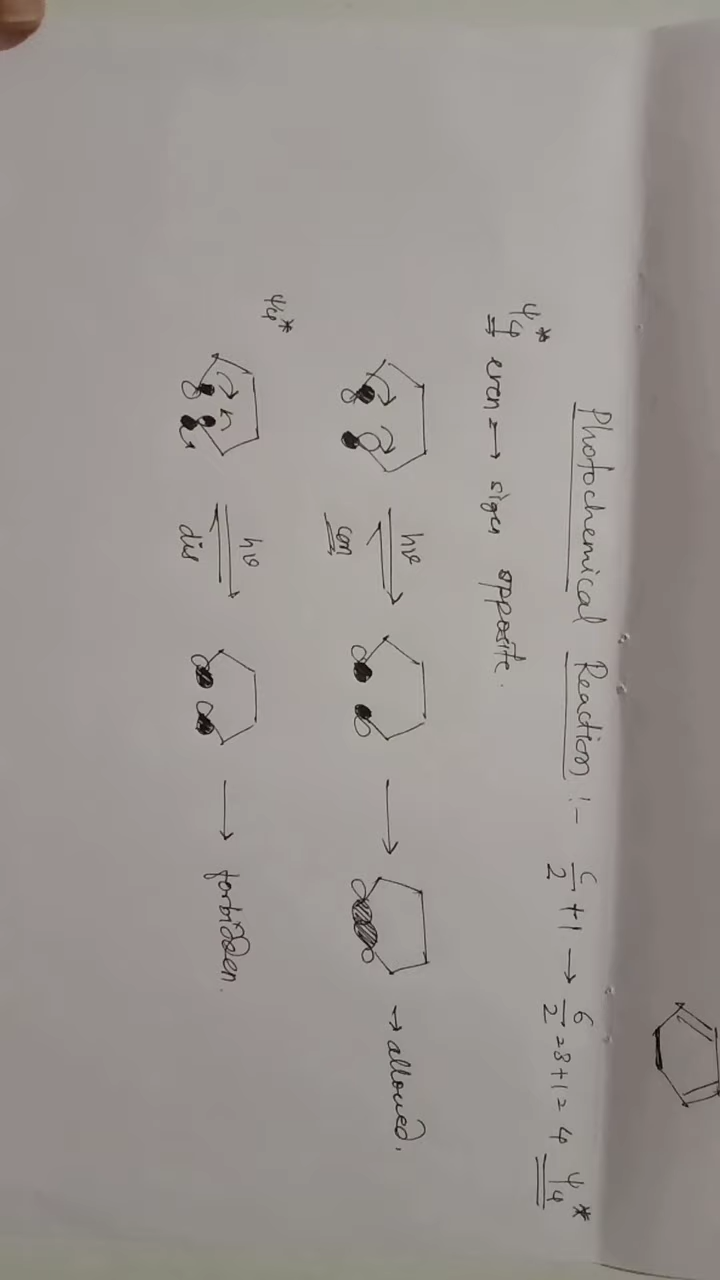 Photochemical Reaction :- c/2 + 1 → 6/2 = 3+1 = 4 ψ4*
ψ4* even → sign opposite.
hν
con
→ allowed.
ψ4*
hν
dis
→ forbidden.